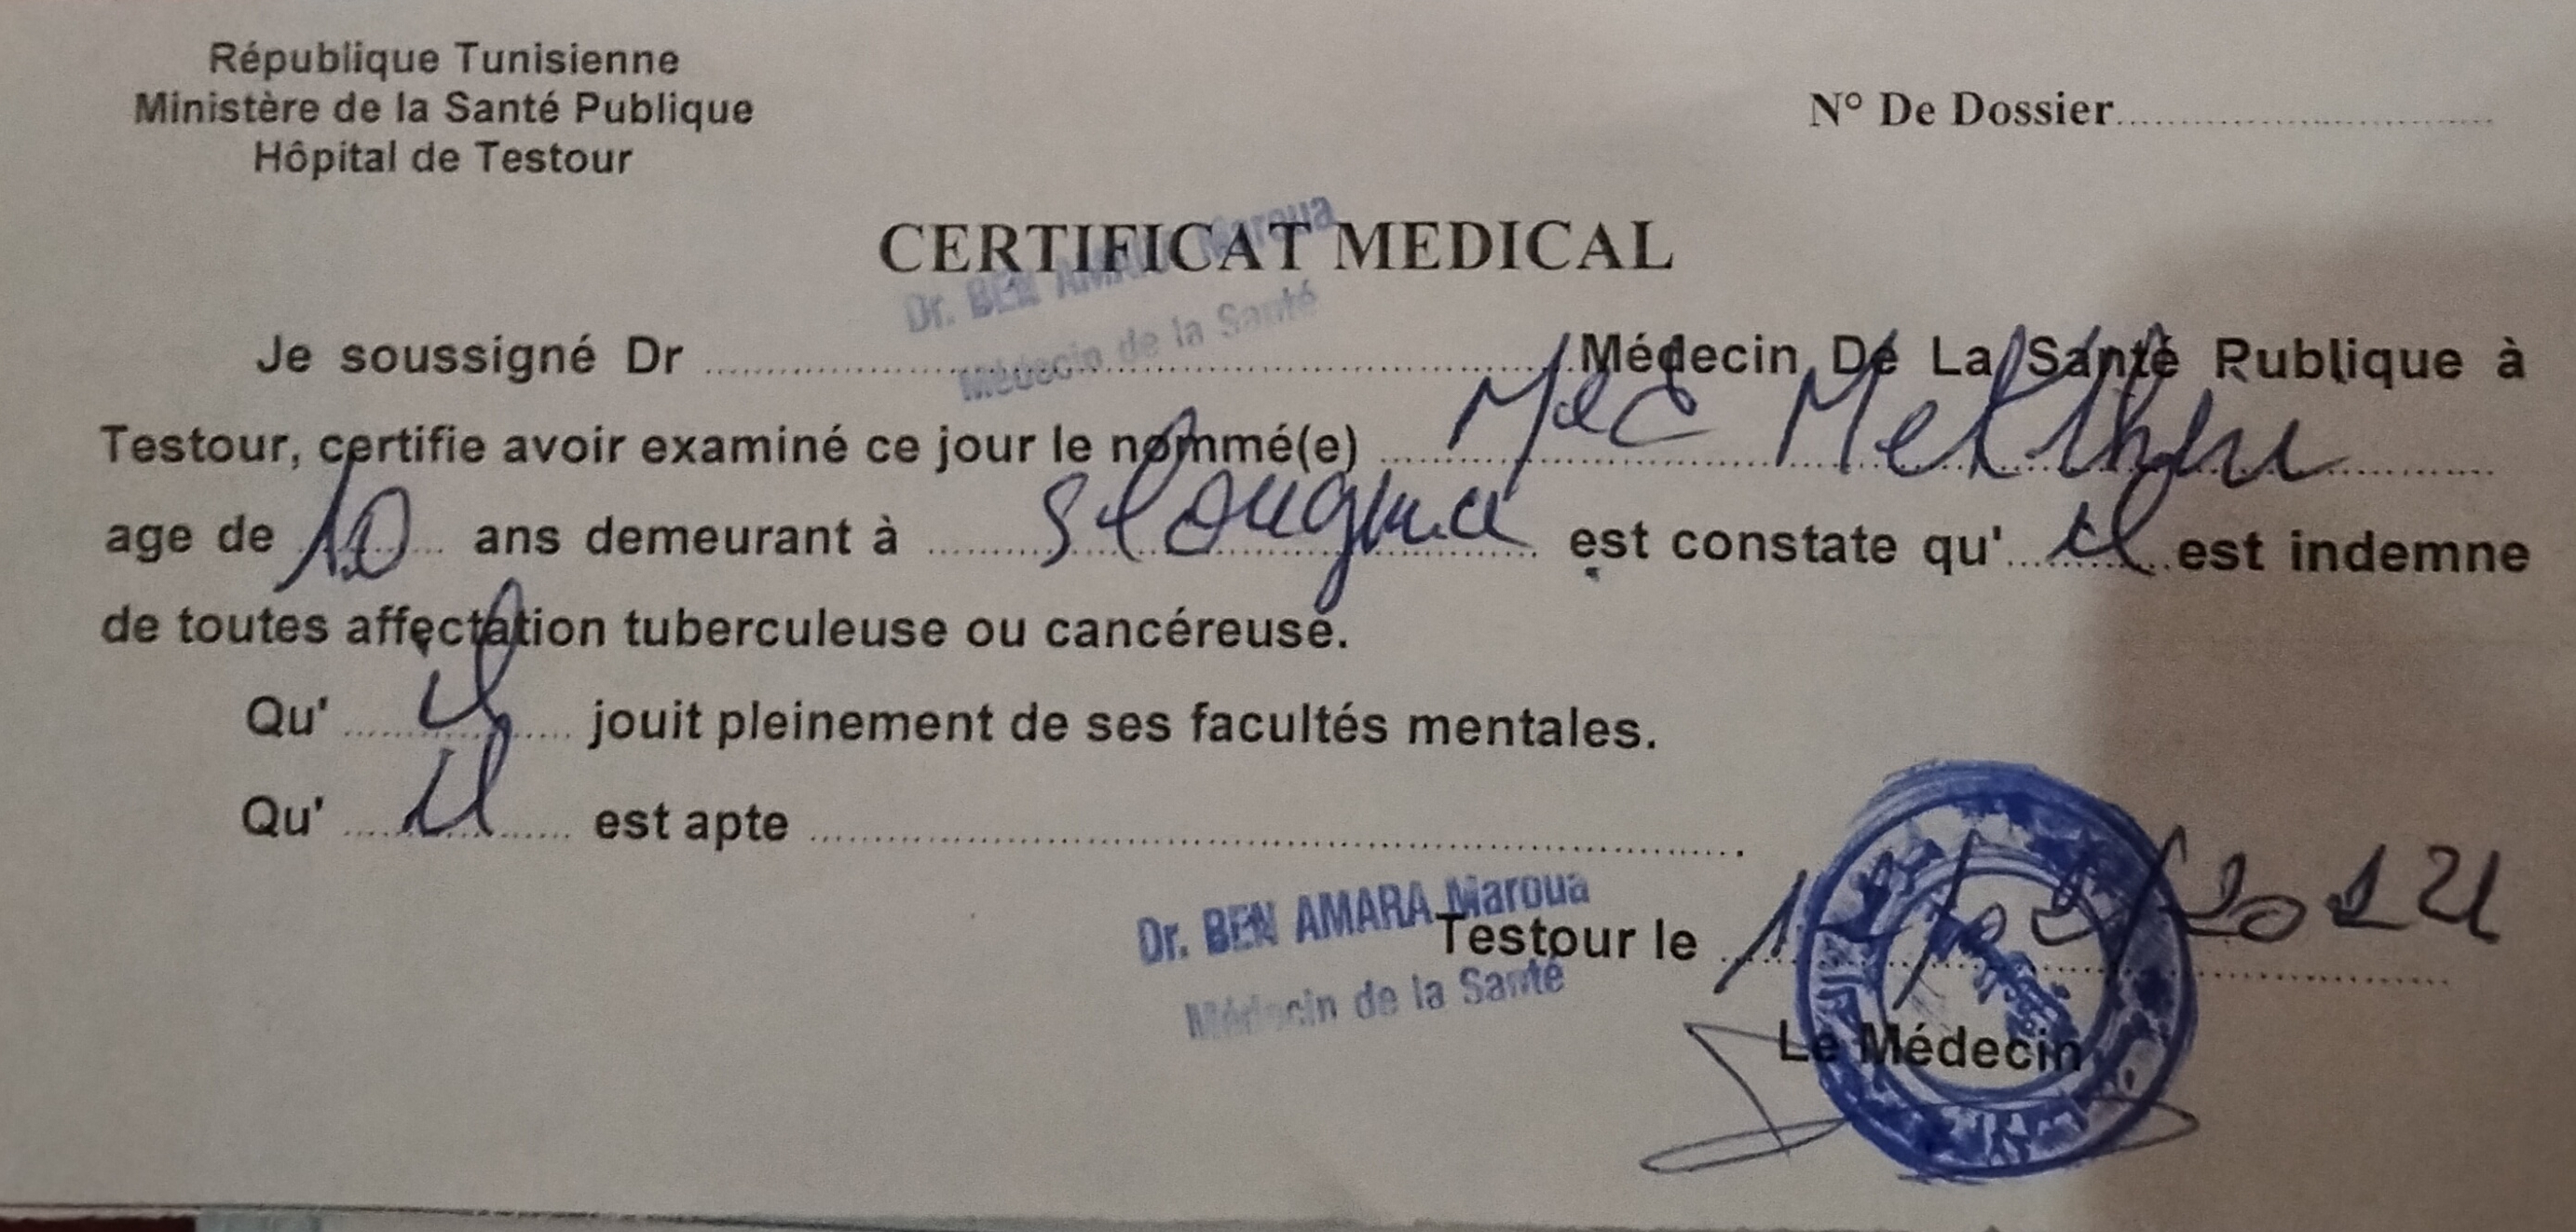 République Tunisienne
Ministère de la Santé Publique
Hôpital de Testour
N° De Dossier
CERTIFICAT MEDICAL
Dr. BEN AMARA Maroua
Médecin de la Santé
Je soussigné Dr Médecin De La Santé Publique à
Testour, certifie avoir examiné ce jour le nommé(e)
age de 10 ans demeurant à Slouguia est constate qu' il est indemne
de toutes affectation tuberculeuse ou cancéreuse.
Qu' il jouit pleinement de ses facultés mentales.
Qu' il est apte
Dr. BEN AMARA Maroua
Médecin de la Santé
Testour le
Le Médecin